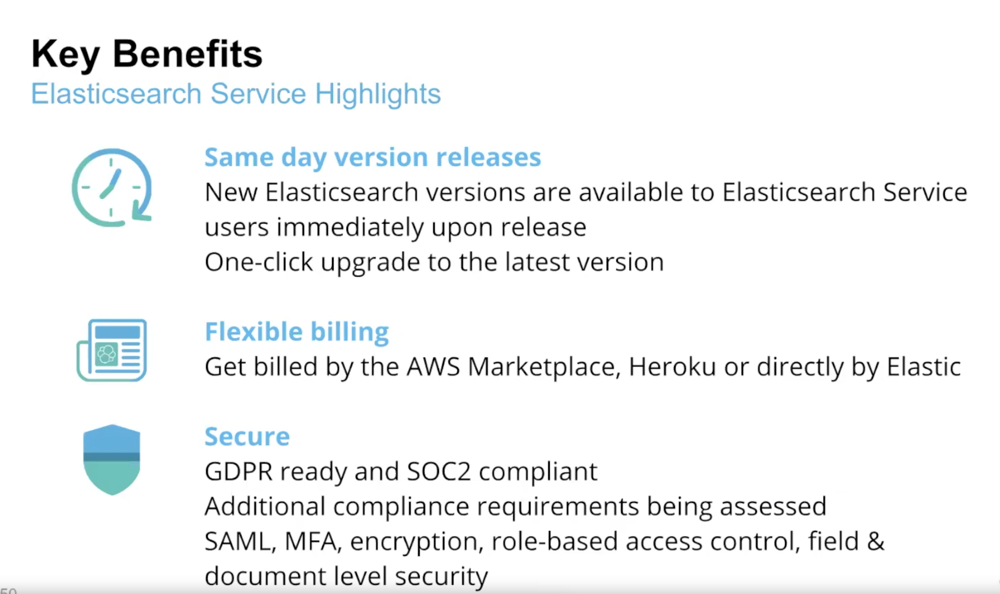 Key Benefits
Elasticsearch Service Highlights
Same day version releases
New Elasticsearch versions are available to Elasticsearch Service
users immediately upon release
One-click upgrade to the latest version
Flexible billing
Get billed by the AWS Marketplace, Heroku or directly by Elastic
Secure
GDPR ready and SOC2 compliant
Additional compliance requirements being assessed
SAML, MFA, encryption, role-based access control, field &
document level security